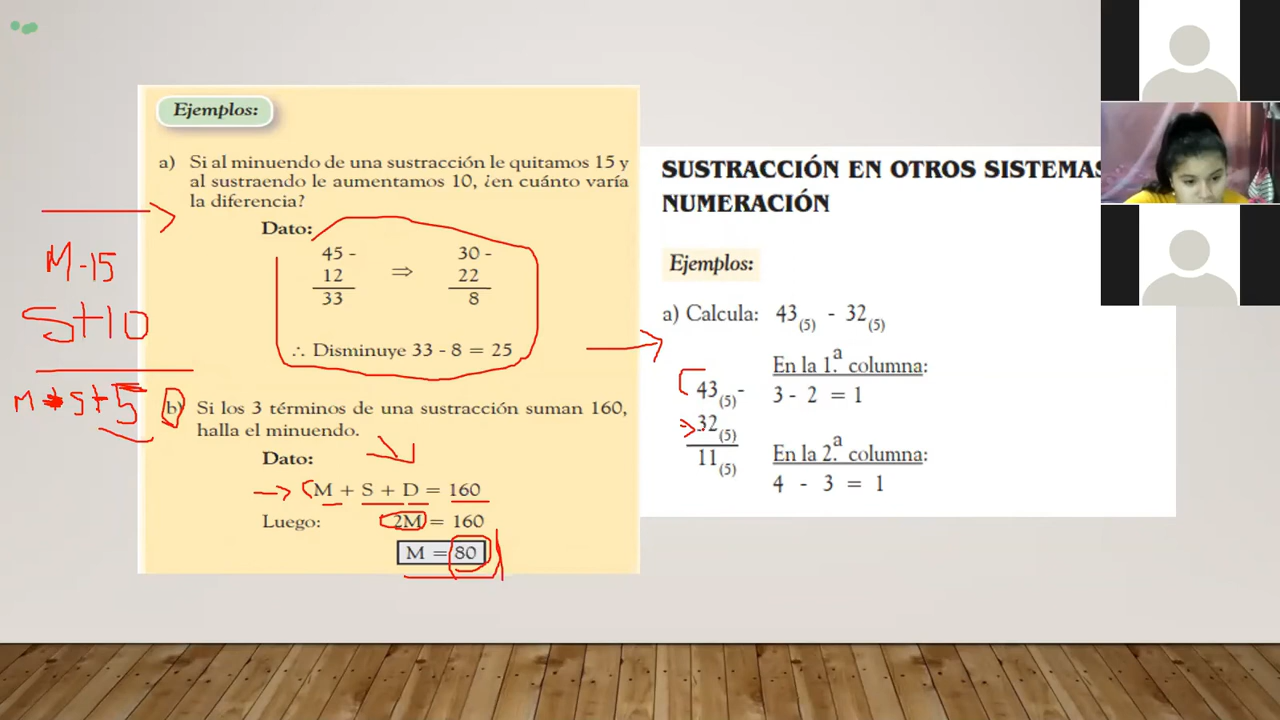 Ejemplos:
a) Si al minuendo de una sustracción le quitamos 15 y
al sustraendo le aumentamos 10, ¿en cuánto varía
la diferencia?
Dato:
45 - ⇒ 30 -
12 22
33 8
∴ Disminuye 33 - 8 = 25
M - 15
S + 10
M - S + 5
b) Si los 3 términos de una sustracción suman 160,
halla el minuendo.
Dato:
M + S + D = 160
Luego: 2M = 160
M = 80
SUSTRACCIÓN EN OTROS SISTEMAS
NUMERACIÓN
Ejemplos:
a) Calcula: 43(5) - 32(5)
43(5) -
32(5)
11(5)
En la 1.ª columna:
3 - 2 = 1
En la 2.ª columna:
4 - 3 = 1